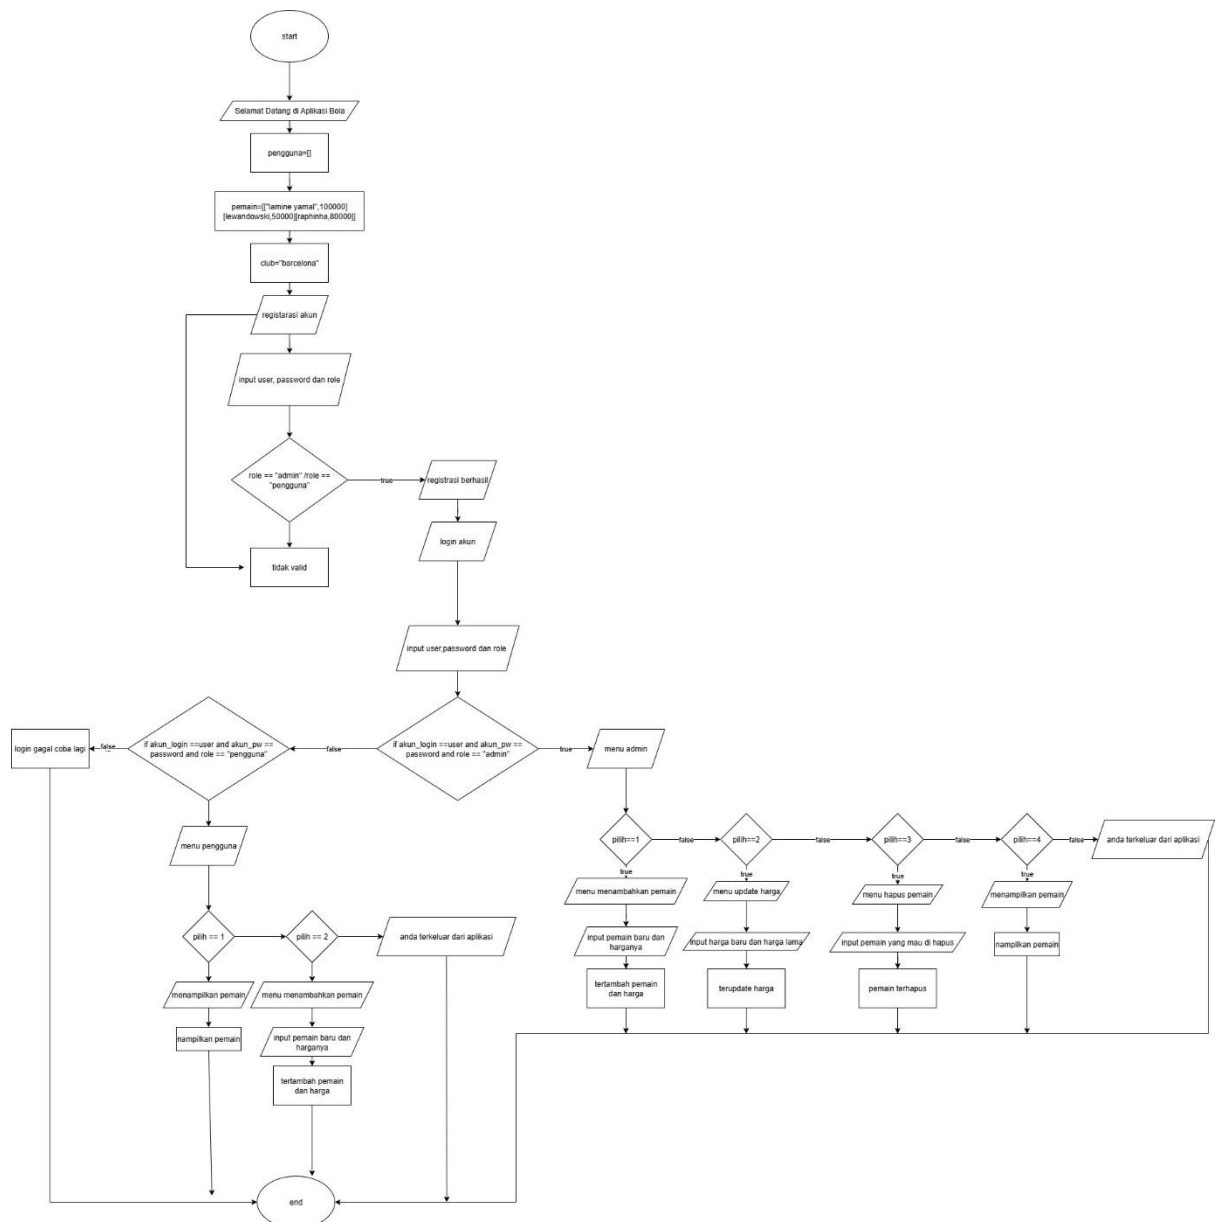 start
Selamat Datang di Aplikasi Bola
pengguna=[]
pemain=[["lamine yamal",100000]
[lewandowski,50000][raphinha,80000]]
club="barcelona"
registarasi akun
input user, password dan role
role == "admin" /role ==
"pengguna"
true
registrasi berhasil
login akun
tidak valid
input user,password dan role
login gagal coba lagi
false
if akun_login ==user and akun_pw ==
password and role == "pengguna"
false
if akun_login ==user and akun_pw ==
password and role == "admin"
true
menu admin
menu pengguna
pilih==1
false
pilih==2
false
pilih==3
false
pilih==4
false
anda terkeluar dari aplikasi
true
true
true
true
menu menambahkan pemain
menu update harga
menu hapus pemain
menampilkan pemain
pilih == 1
pilih == 2
anda terkeluar dari aplikasi
input pemain baru dan
harganya
input harga baru dan harga lama
input pemain yang mau di hapus
nampilkan pemain
tertambah pemain
dan harga
terupdate harga
pemain terhapus
menampilkan pemain
menu menambahkan pemain
nampilkan pemain
input pemain baru dan
harganya
tertambah pemain
dan harga
end